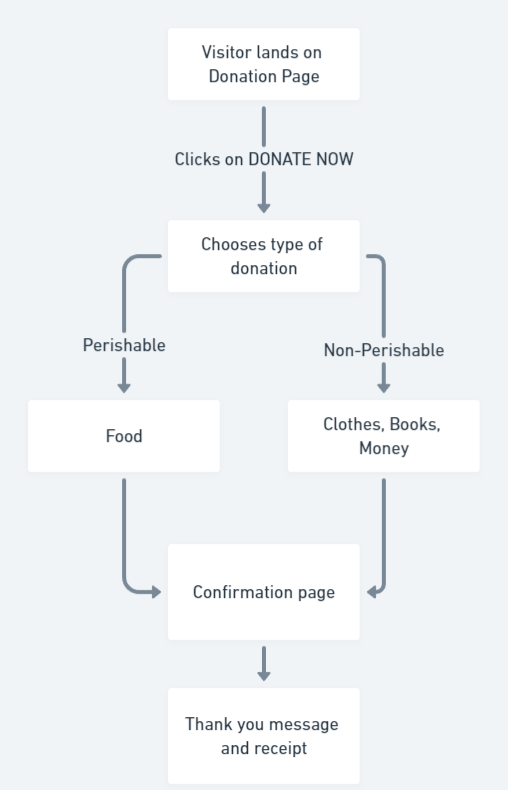 Visitor lands on
Donation Page
Clicks on DONATE NOW
Chooses type of
donation
Perishable
Non-Perishable
Food
Clothes, Books,
Money
Confirmation page
Thank you message
and receipt